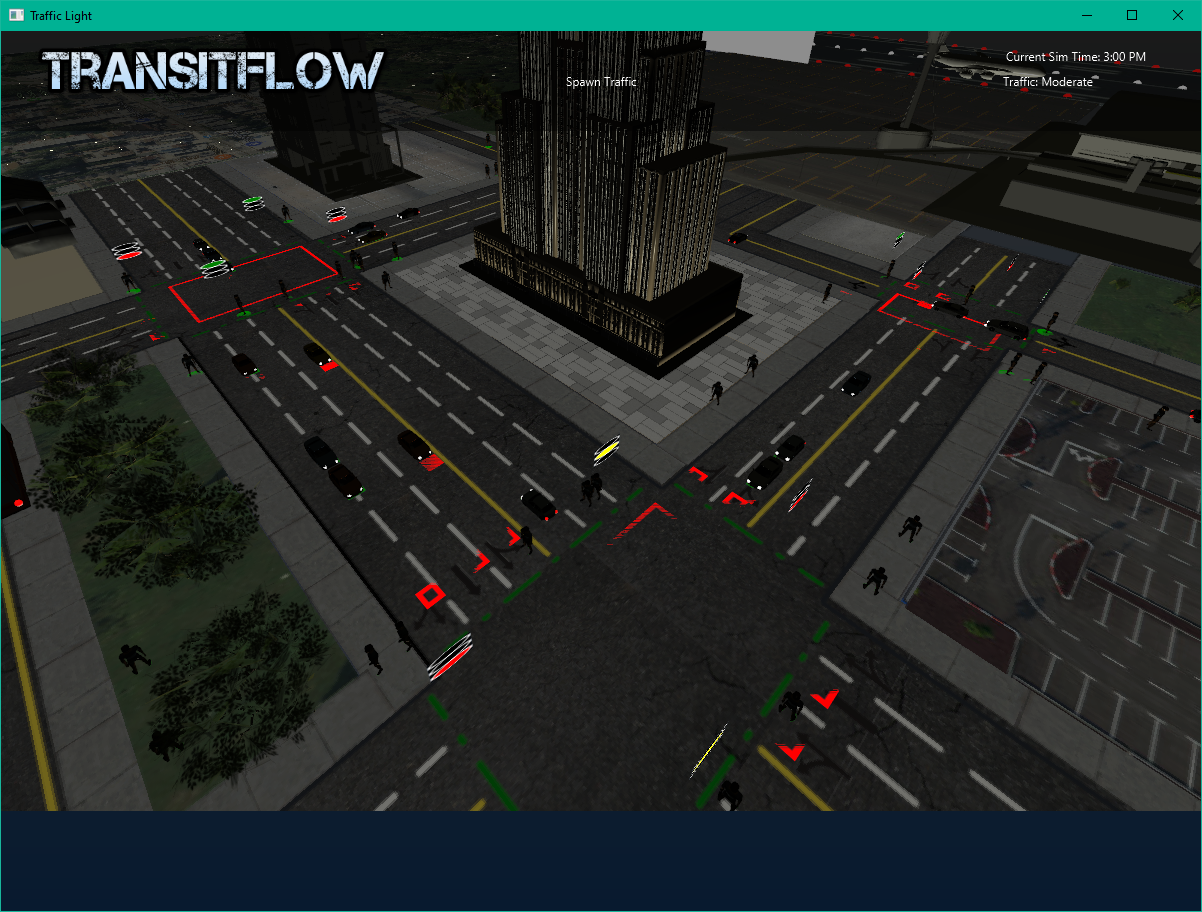 Traffic Light
TRANSITFLOW
Spawn Traffic
Current Sim Time: 3:00 PM
Traffic: Moderate